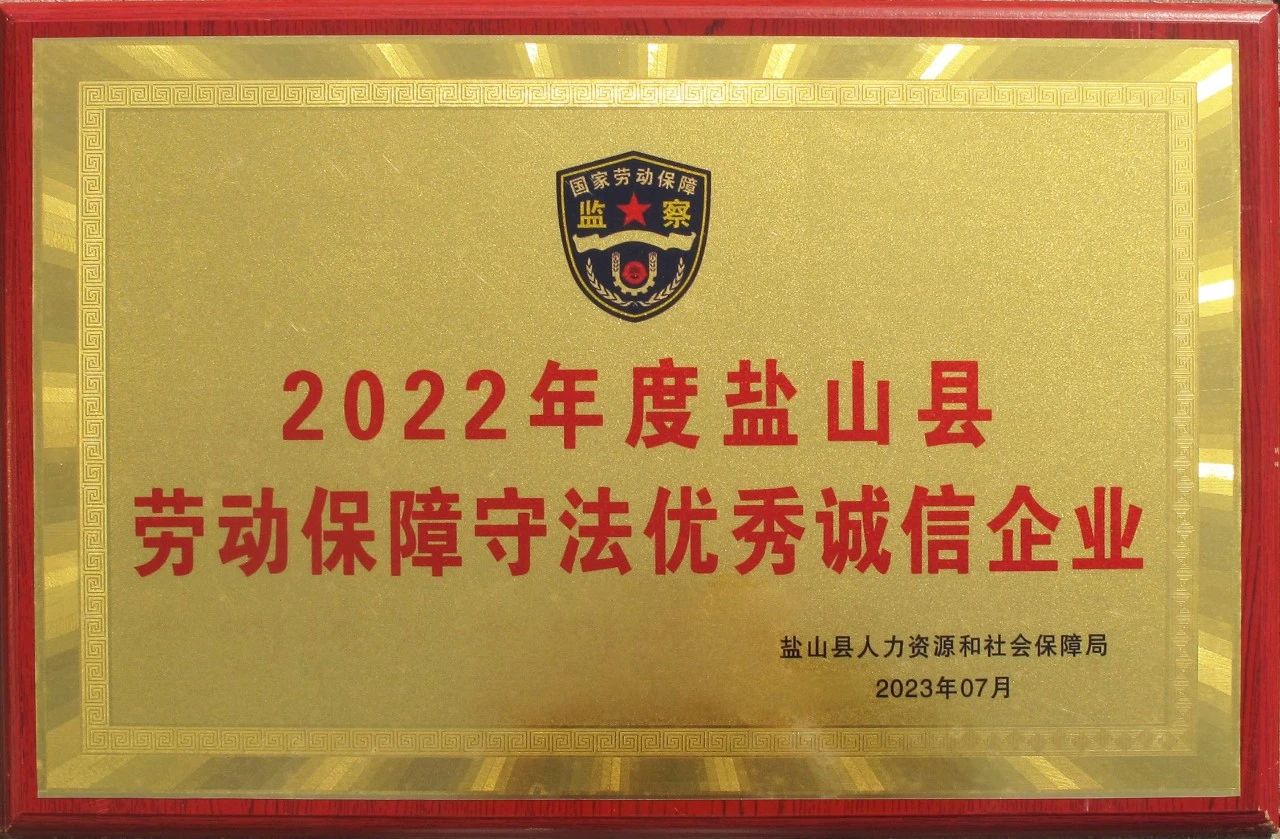 国家劳动保障
监察
2022年度盐山县
劳动保障守法优秀诚信企业
盐山县人力资源和社会保障局
2023年07月